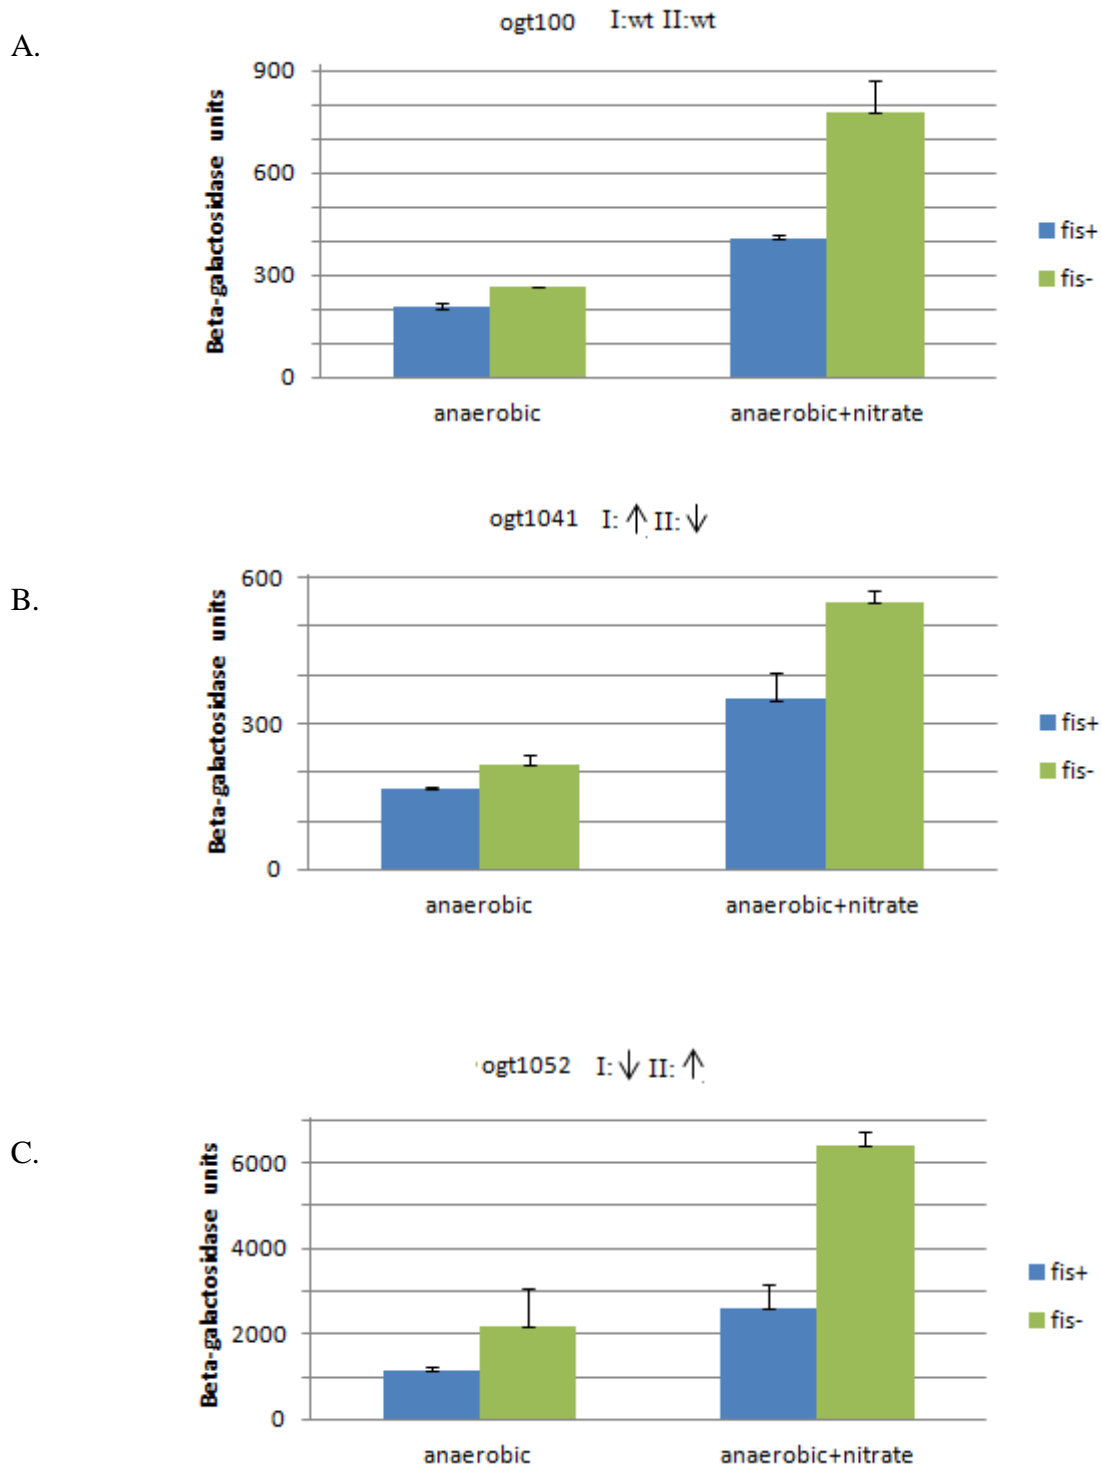 A.
ogt100 I:wt II:wt
Beta-galactosidase units
900
600
300
0
anaerobic
anaerobic+nitrate
fis+
fis-
B.
ogt1041 I: ↑ II: ↓
Beta-galactosidase units
600
300
0
anaerobic
anaerobic+nitrate
fis+
fis-
C.
ogt1052 I: ↓ II: ↑
Beta-galactosidase units
6000
4000
2000
0
anaerobic
anaerobic+nitrate
fis+
fis-